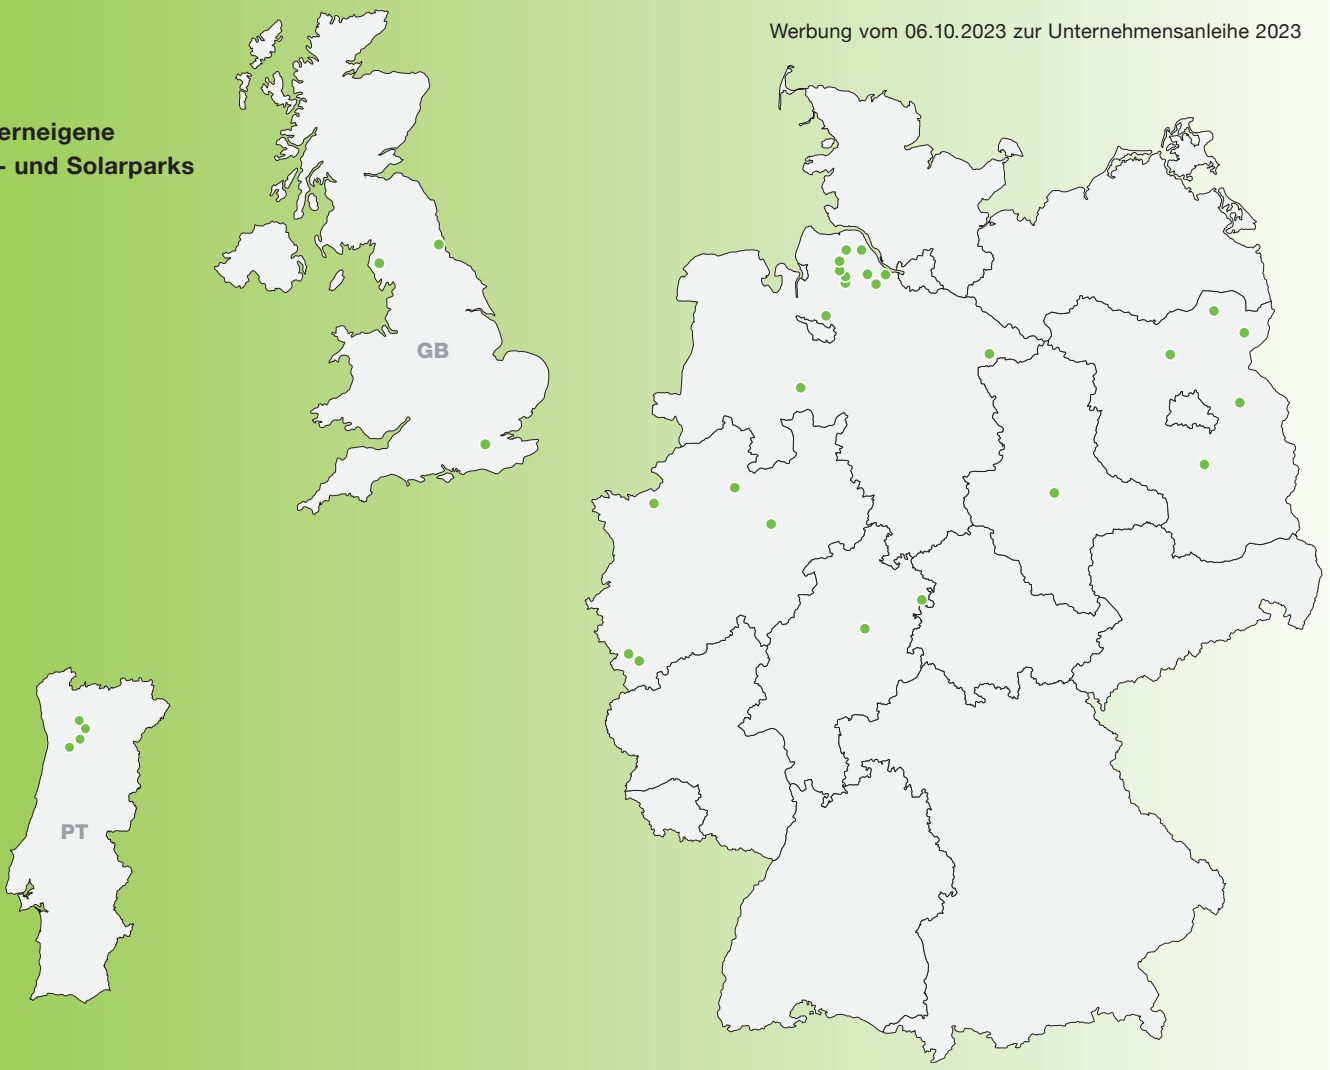 Werbung vom 06.10.2023 zur Unternehmensanleihe 2023
erneigene
- und Solarparks
GB
PT